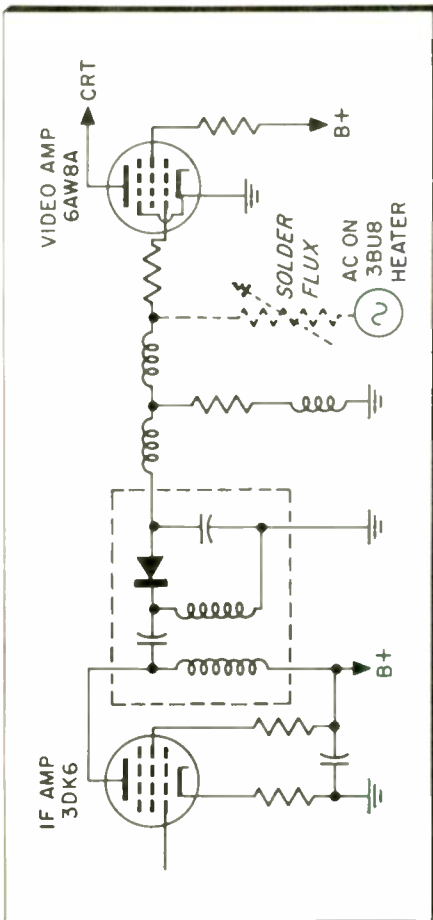 IF AMP
3DK6
B+
VIDEO AMP
6AW8A
CRT
B+
SOLDER
FLUX
AC ON
3BU8
HEATER